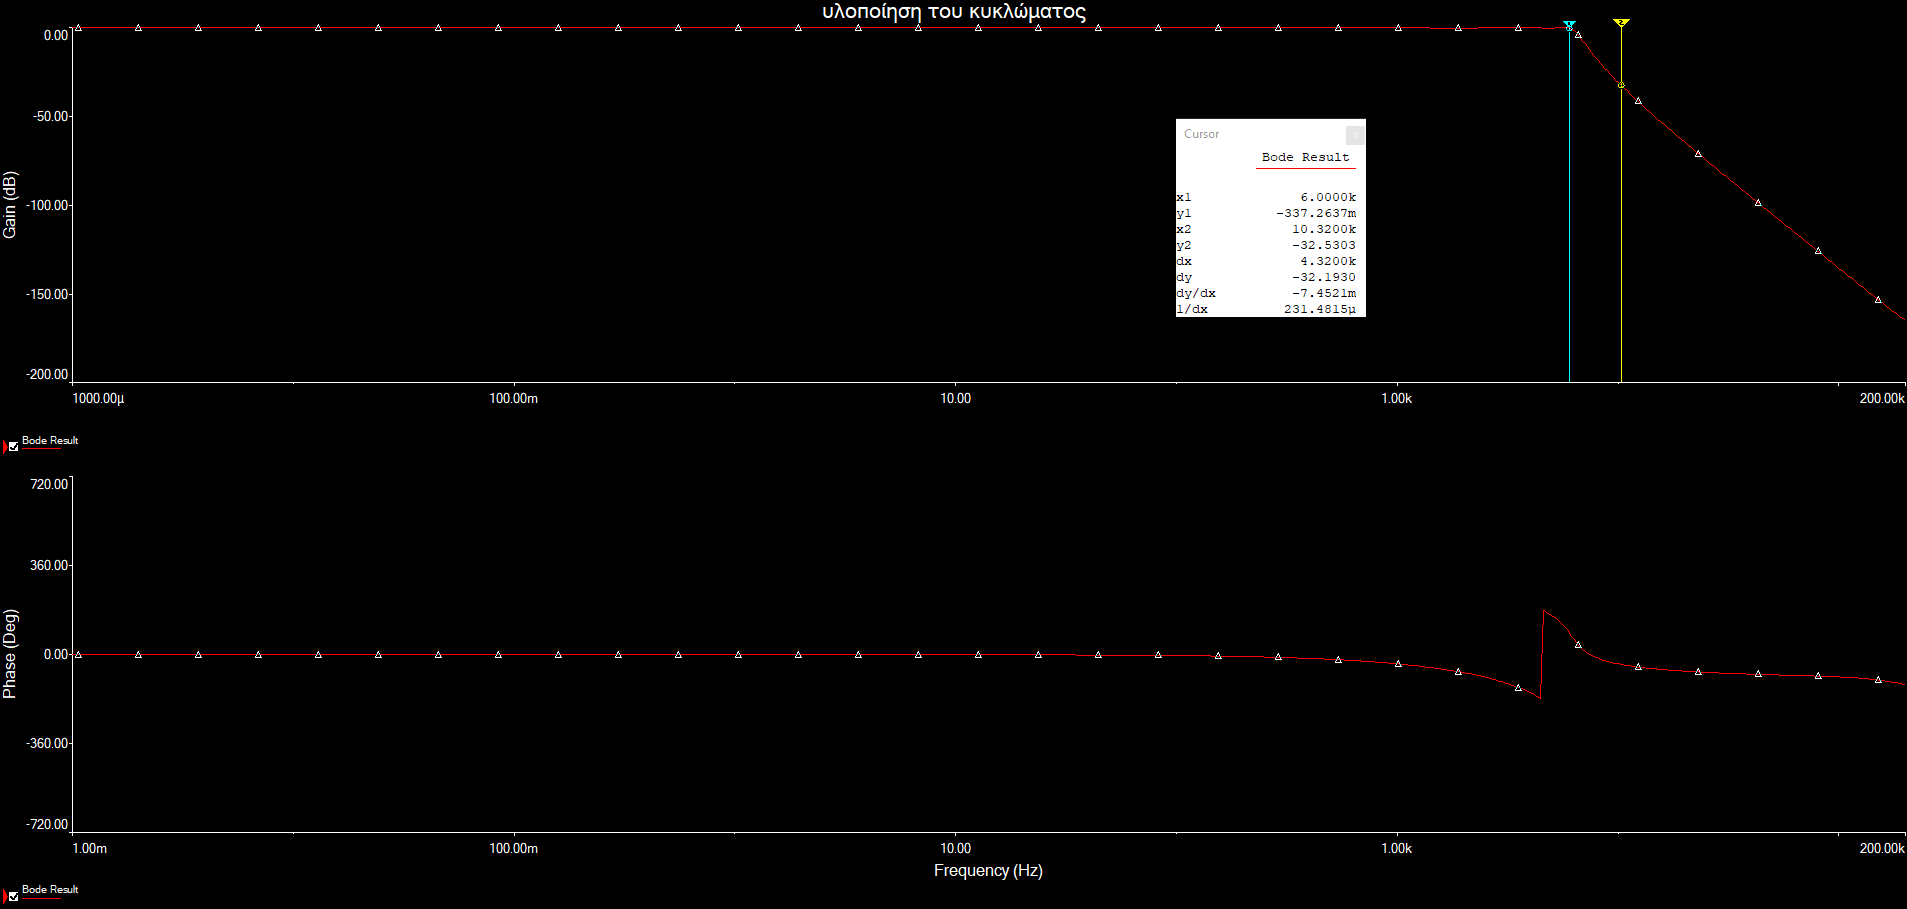 υλοποίηση του κυκλώματος
0.00
-50.00
-100.00
-150.00
-200.00
Gain (dB)
1000.00μ 100.00m 10.00 1.00k 200.00k
Cursor
Bode Result
x1 6.0000k
y1 -337.2637m
x2 10.3200k
y2 -32.5303
dx 4.3200k
dy -32.1930
dy/dx -7.4521m
1/dx 231.4815μ
Bode Result
720.00
360.00
0.00
-360.00
-720.00
Phase (Deg)
1.00m 100.00m 10.00 1.00k 200.00k
Frequency (Hz)
Bode Result